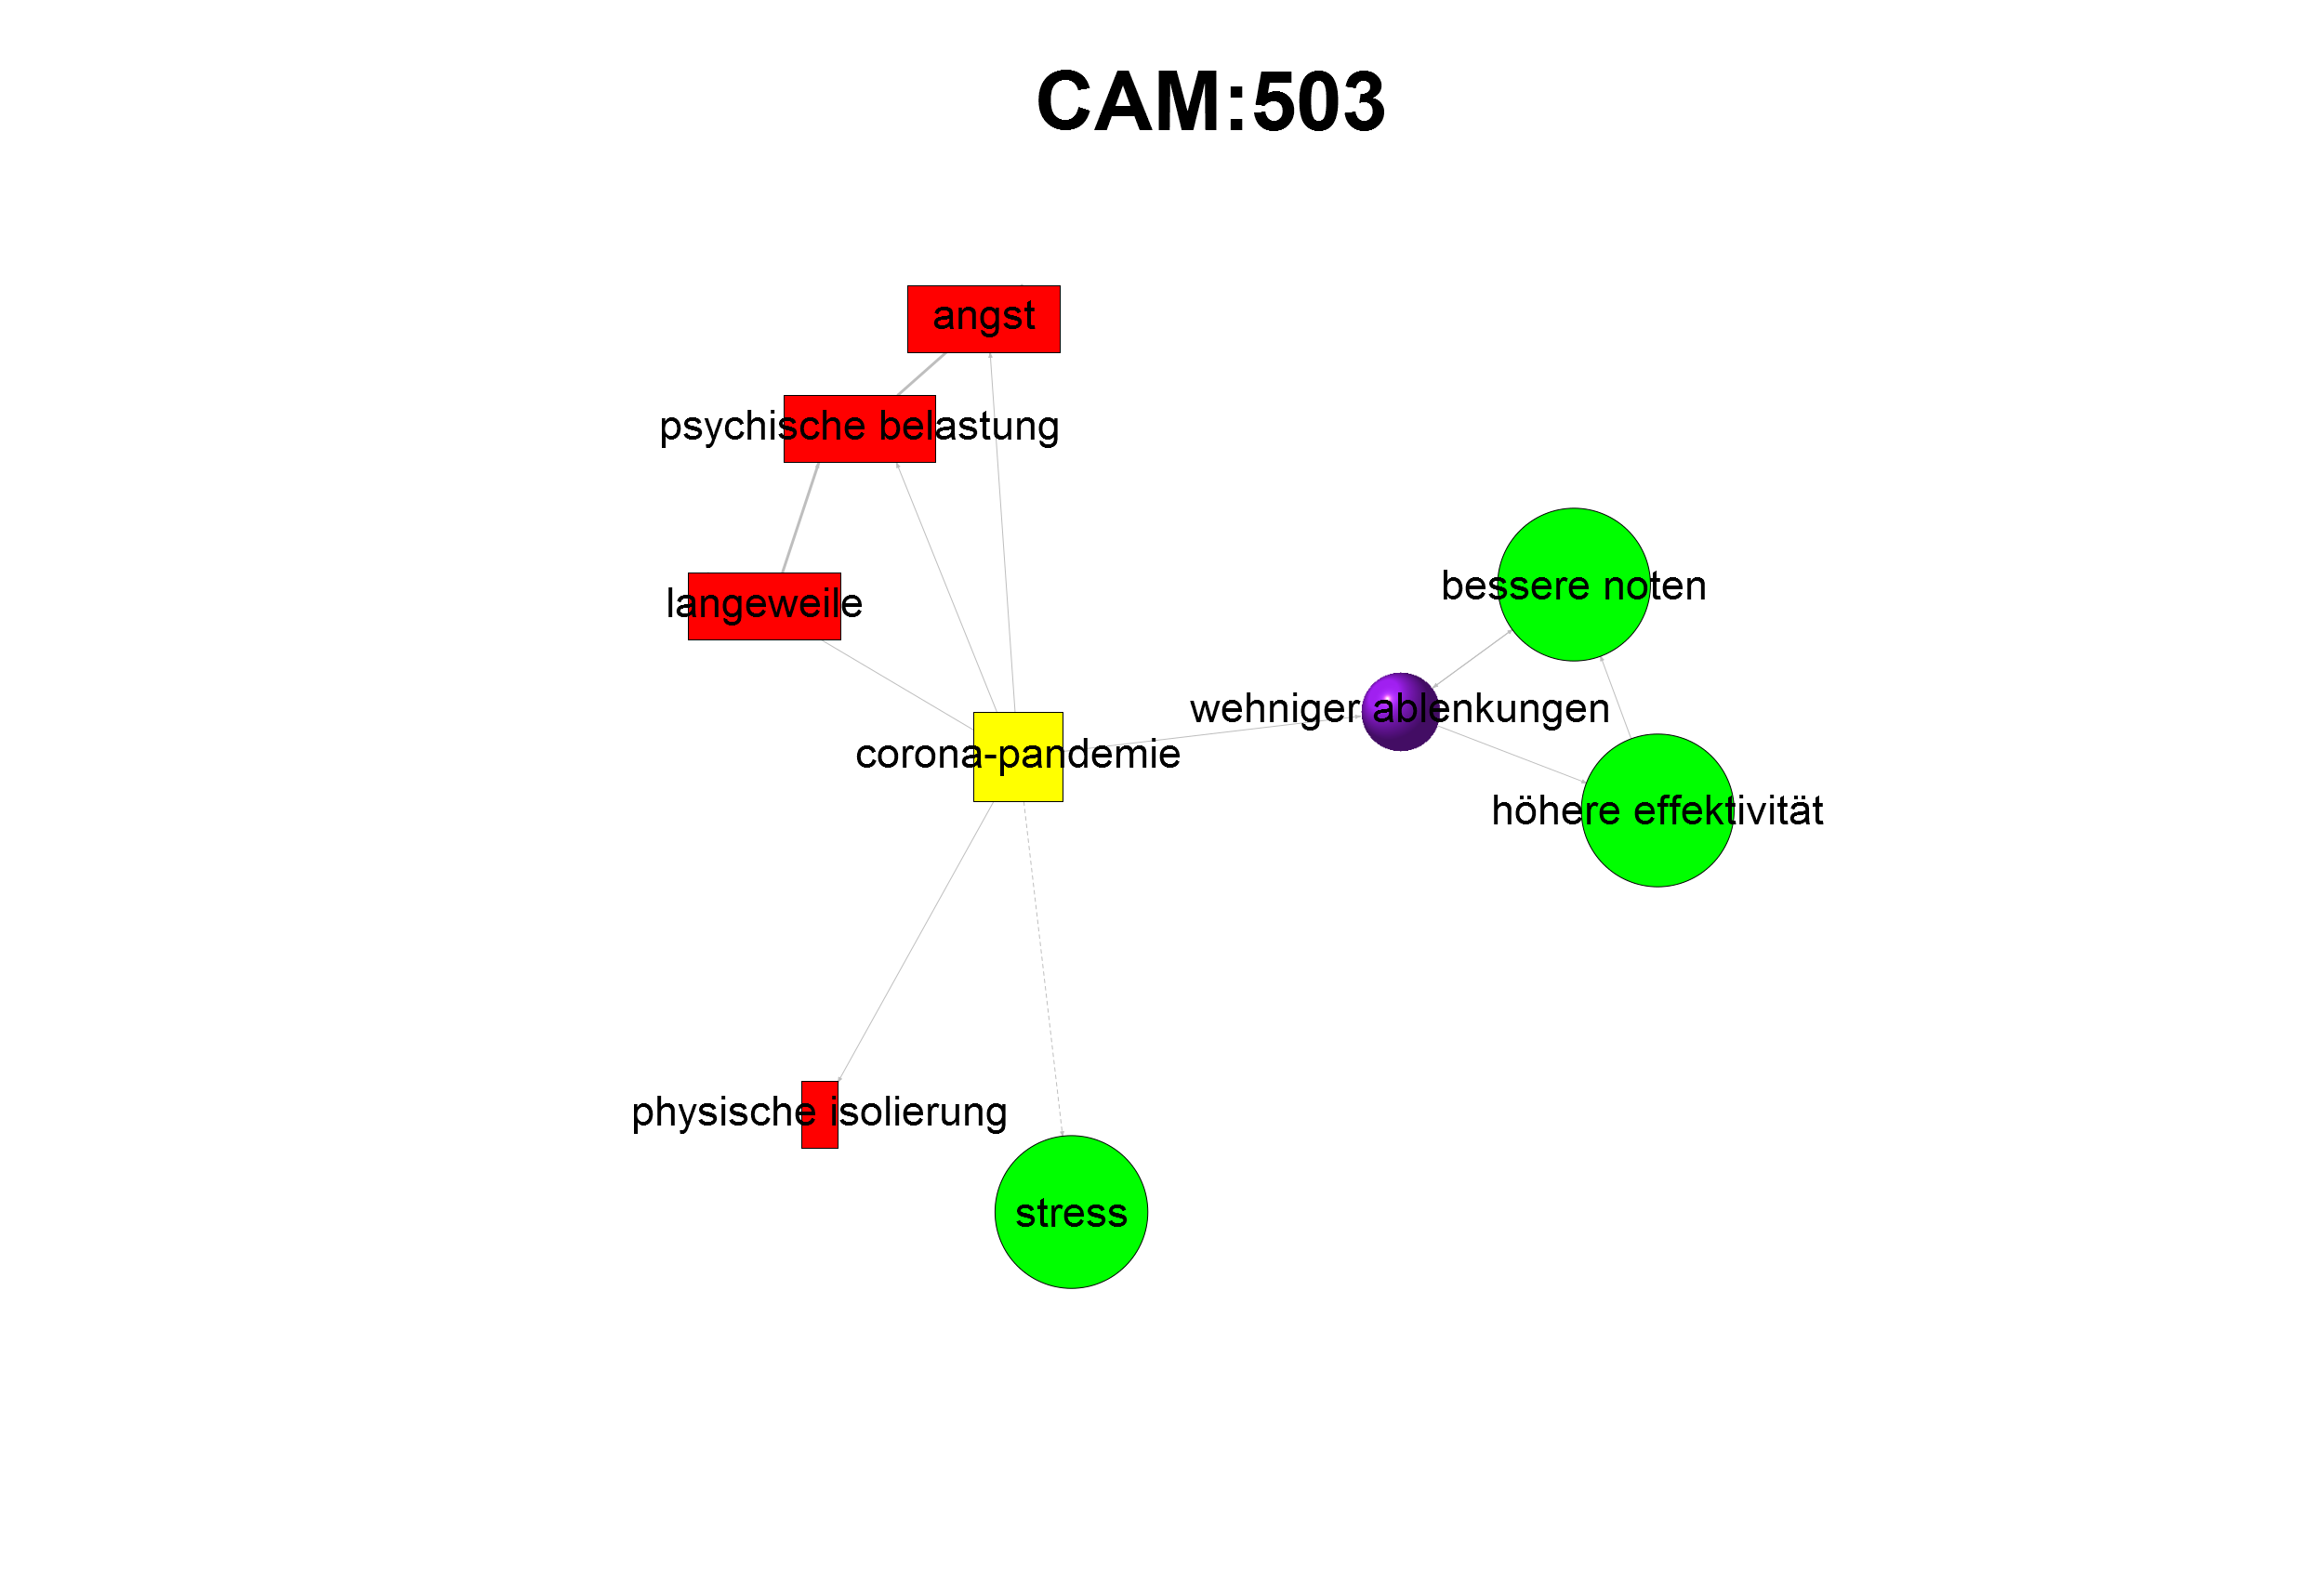 CAM:503
angst
psychische belastung
bessere noten
langeweile
wehniger ablenkungen
corona-pandemie
höhere effektivität
physische isolierung
stress